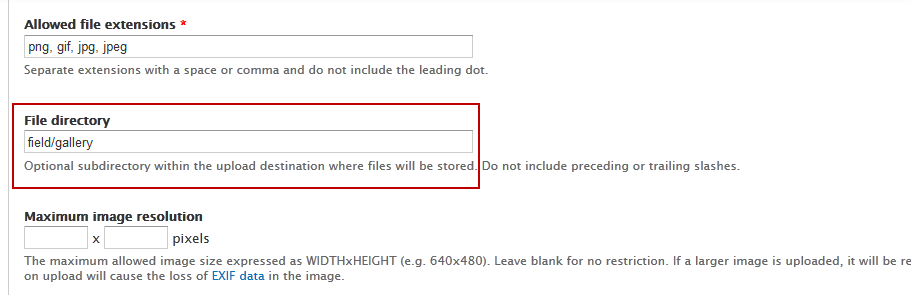 Allowed file extensions *
png, gif, jpg, jpeg
Separate extensions with a space or comma and do not include the leading dot.
File directory
field/gallery
Optional subdirectory within the upload destination where files will be stored. Do not include preceding or trailing slashes.
Maximum image resolution
x pixels
The maximum allowed image size expressed as WIDTHxHEIGHT (e.g. 640x480). Leave blank for no restriction. If a larger image is uploaded, it will be re
on upload will cause the loss of EXIF data in the image.